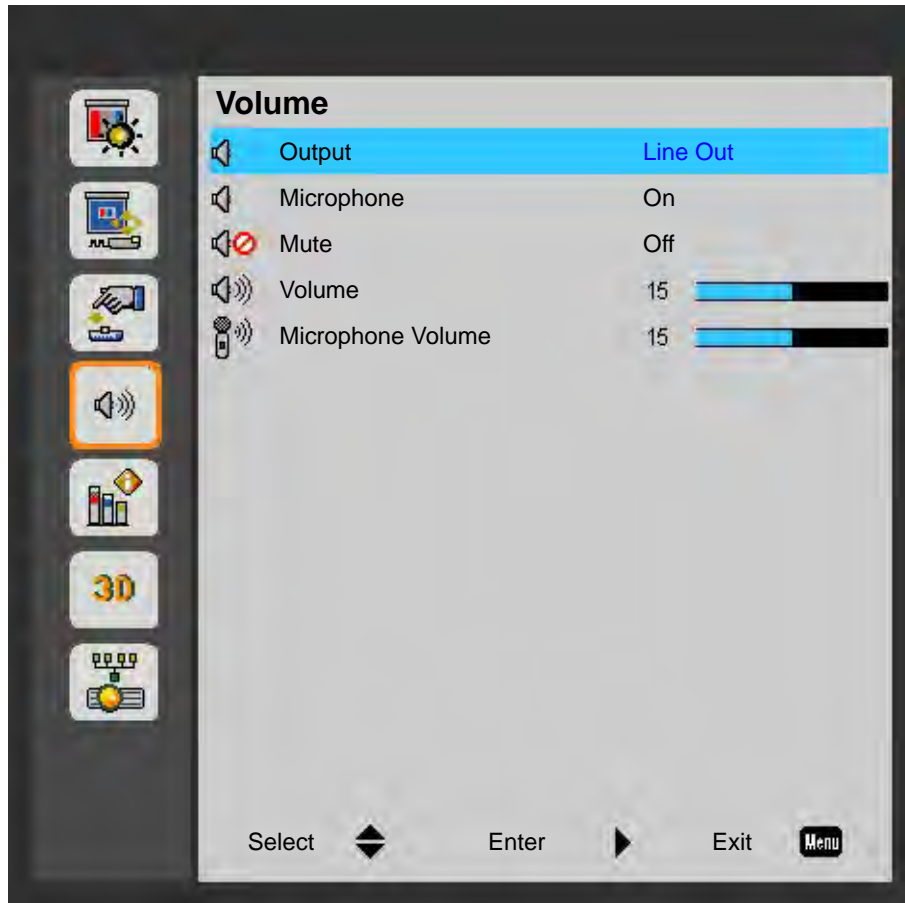 Volume
Output Line Out
Microphone On
Mute Off
Volume 15
Microphone Volume 15
3D
Select Enter Exit Menu